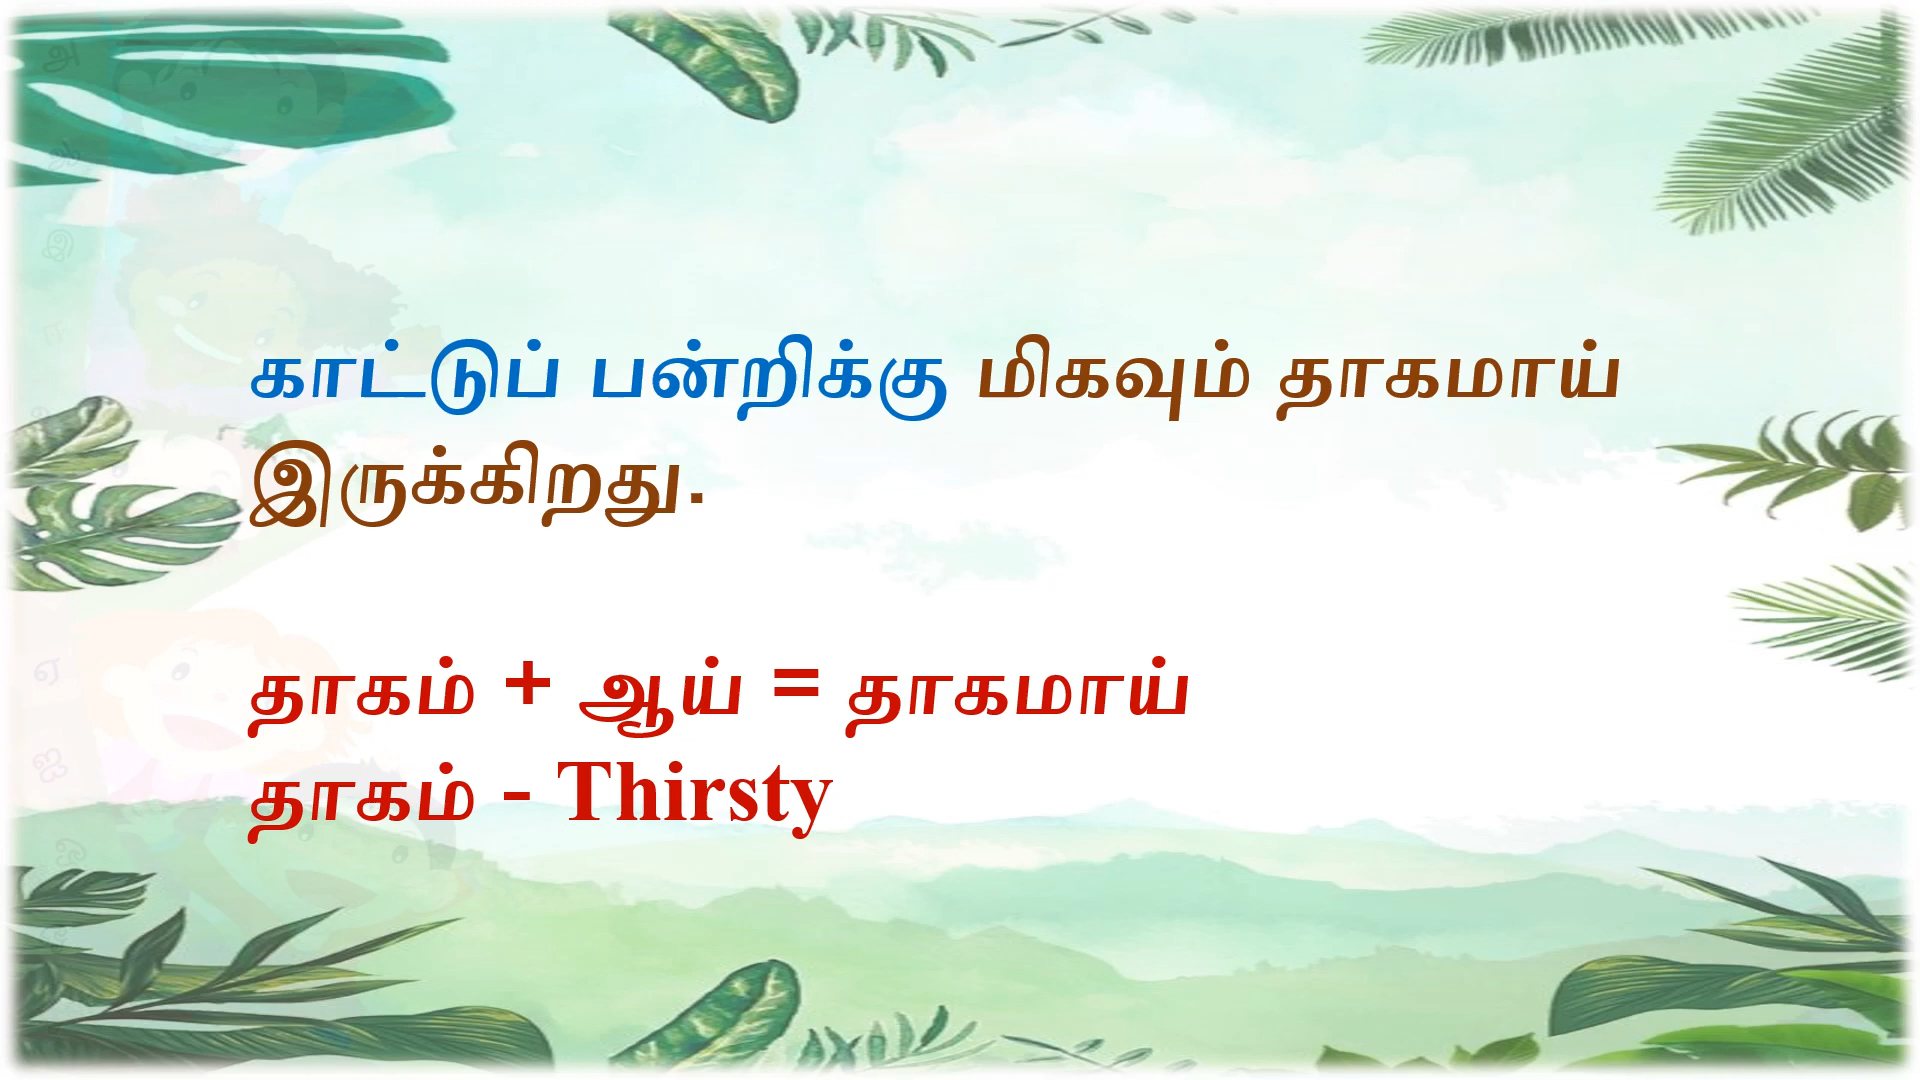 காட்டுப் பன்றிக்கு மிகவும் தாகமாய்
இருக்கிறது.
தாகம் + ஆய் = தாகமாய்
தாகம் - Thirsty